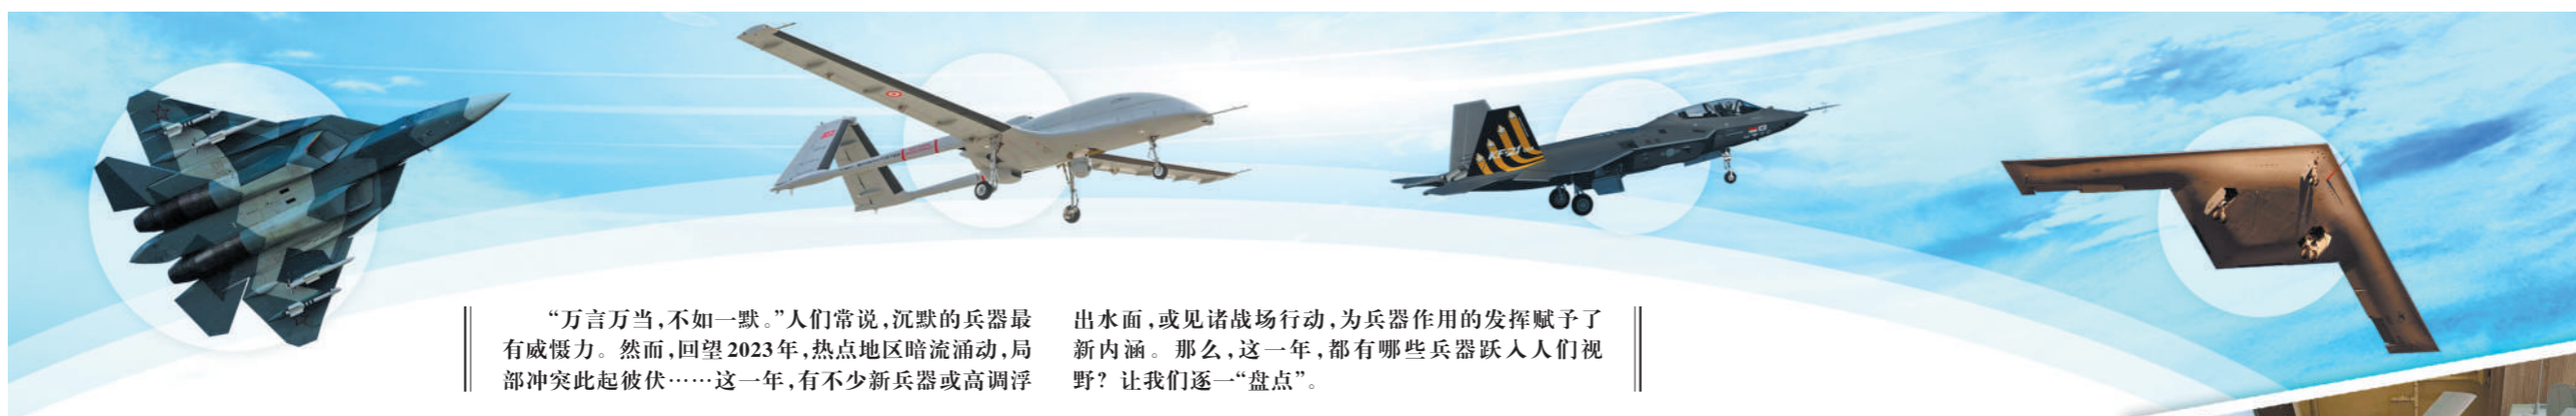 “万言万当，不如一默。”人们常说，沉默的兵器最
有威慑力。然而，回望2023年，热点地区暗流涌动，局
部冲突此起彼伏……这一年，有不少新兵器或高调浮
出水面，或见诸战场行动，为兵器作用的发挥赋予了
新内涵。那么，这一年，都有哪些兵器跃入人们视
野？让我们逐一“盘点”。
KF-21